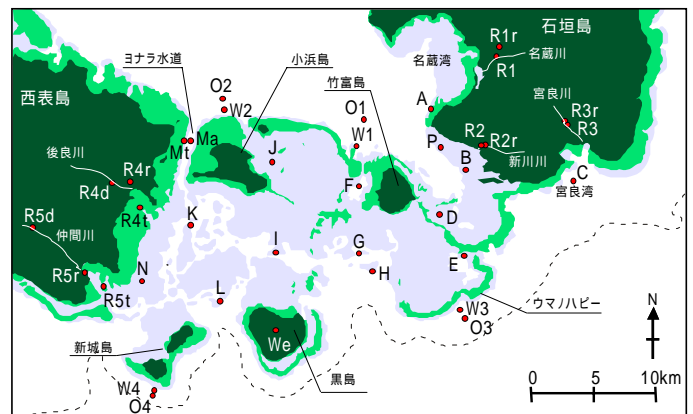 石垣島
ヨナラ水道
小浜島
名蔵湾
R1r
名蔵川
R1
竹富島
西表島
O2
W2
O1
A
宮良川
R3r
R3
Mt
Ma
W1
P
R2
R2r
新川川
J
B
後良川
R4r
R4d
F
C
宮良湾
R4t
D
R5d
K
仲間川
I
G
E
R5r
H
N
R5t
L
ウマノハピー
W3
O3
N
新城島
We
黒島
W4
O4
0
5
10km